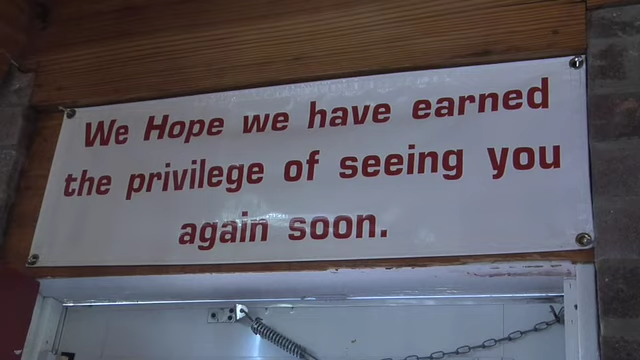 We Hope we have earned
the privilege of seeing you
again soon.